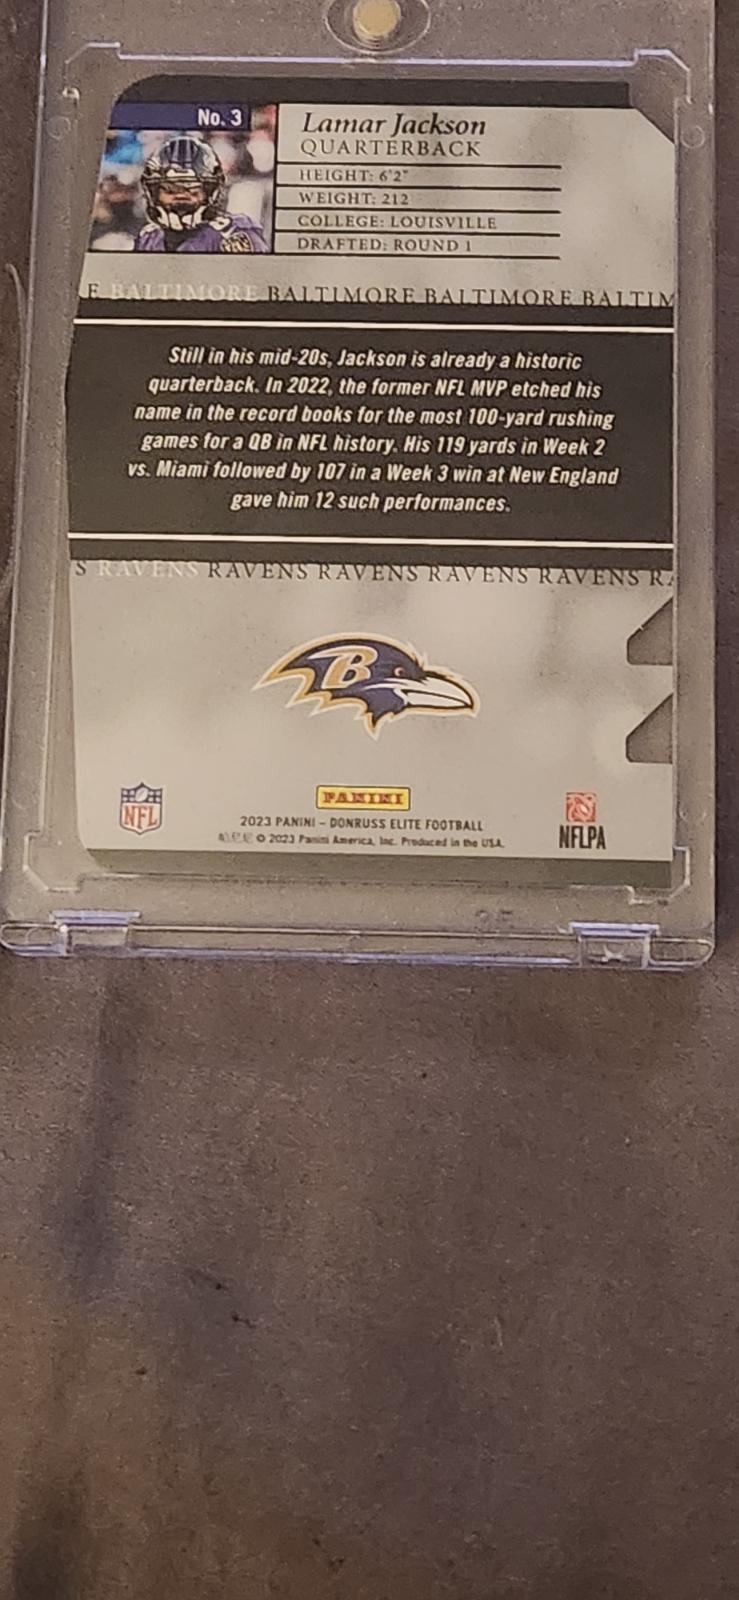 No. 3
Lamar Jackson
QUARTERBACK
HEIGHT: 6'2"
WEIGHT: 212
COLLEGE: LOUISVILLE
DRAFTED: ROUND 1
E BALTIMORE BALTIMORE BALTIMORE BALTIM
Still in his mid-20s, Jackson is already a historic
quarterback. In 2022, the former NFL MVP etched his
name in the record books for the most 100-yard rushing
games for a QB in NFL history. His 119 yards in Week 2
vs. Miami followed by 107 in a Week 3 win at New England
gave him 12 such performances.
S RAVENS RAVENS RAVENS RAVENS RAVENS RA
B
NFL
PANINI
2023 PANINI – DONRUSS ELITE FOOTBALL
© 2023 Panini America, Inc. Produced in the USA.
NFLPA
35